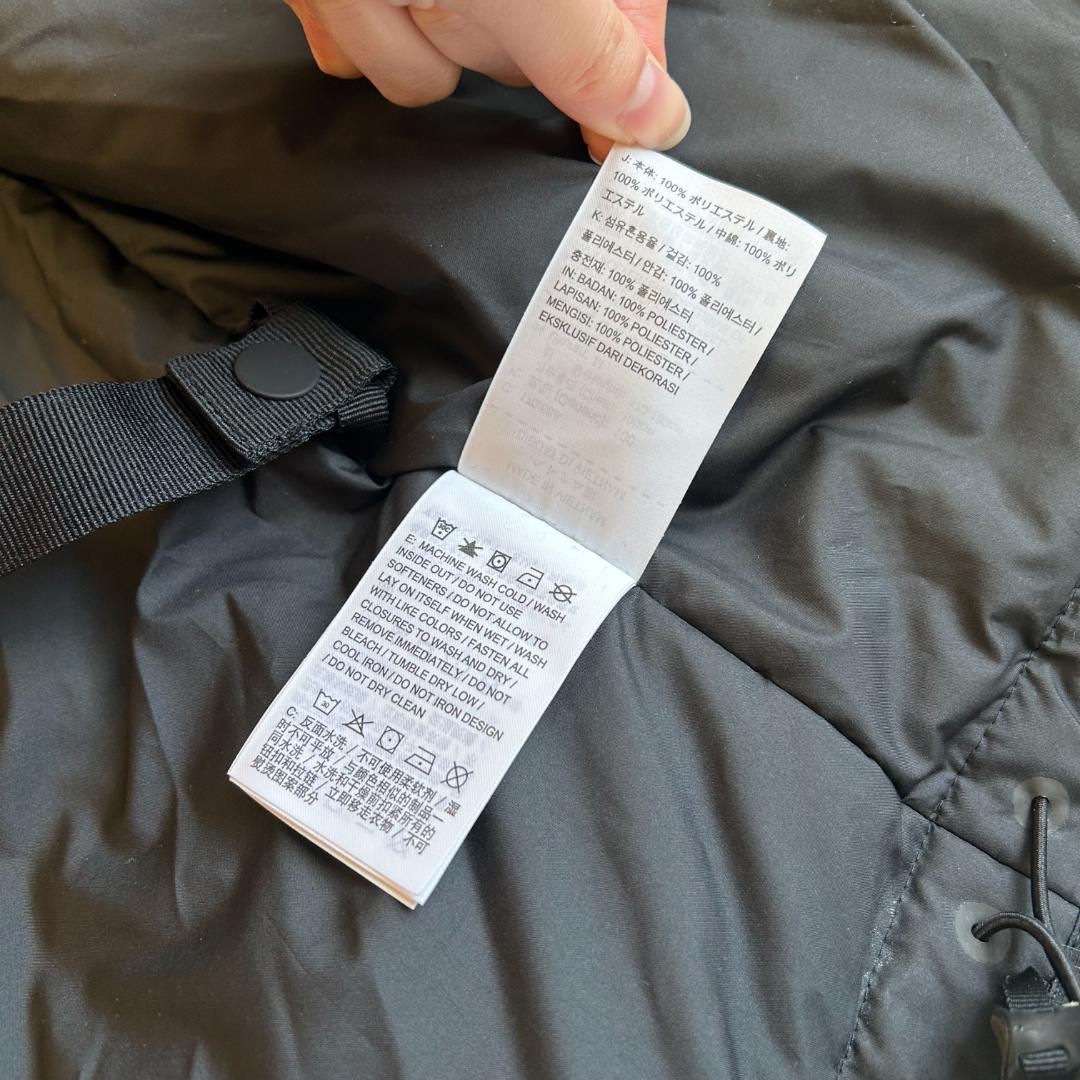 J: 本体: 100% ポリエステル / 裏地:
100% ポリエステル / 中綿: 100% ポリ
エステル
K: 섬유혼용율 / 겉감: 100%
폴리에스터 / 안감: 100% 폴리에스터 /
충전재: 100% 폴리에스터
IN: BADAN: 100% POLIESTER /
LAPISAN: 100% POLIESTER /
MENGISI: 100% POLIESTER /
EKSKLUSIF DARI DEKORASI
E: MACHINE WASH COLD / WASH
INSIDE OUT / DO NOT USE
SOFTENERS / DO NOT ALLOW TO
LAY ON ITSELF WHEN WET / WASH
WITH LIKE COLORS / FASTEN ALL
CLOSURES TO WASH AND DRY /
REMOVE IMMEDIATELY / DO NOT
BLEACH / TUMBLE DRY LOW /
COOL IRON / DO NOT IRON DESIGN
/ DO NOT DRY CLEAN
30
C: 反面水洗 / 不可使用柔软剂 / 湿
时不可平放 / 与颜色相似的制品一
同水洗 / 水洗和干燥前扣紧所有的
钮扣和拉链 / 立即移走衣物 / 不可
熨烫图案部分